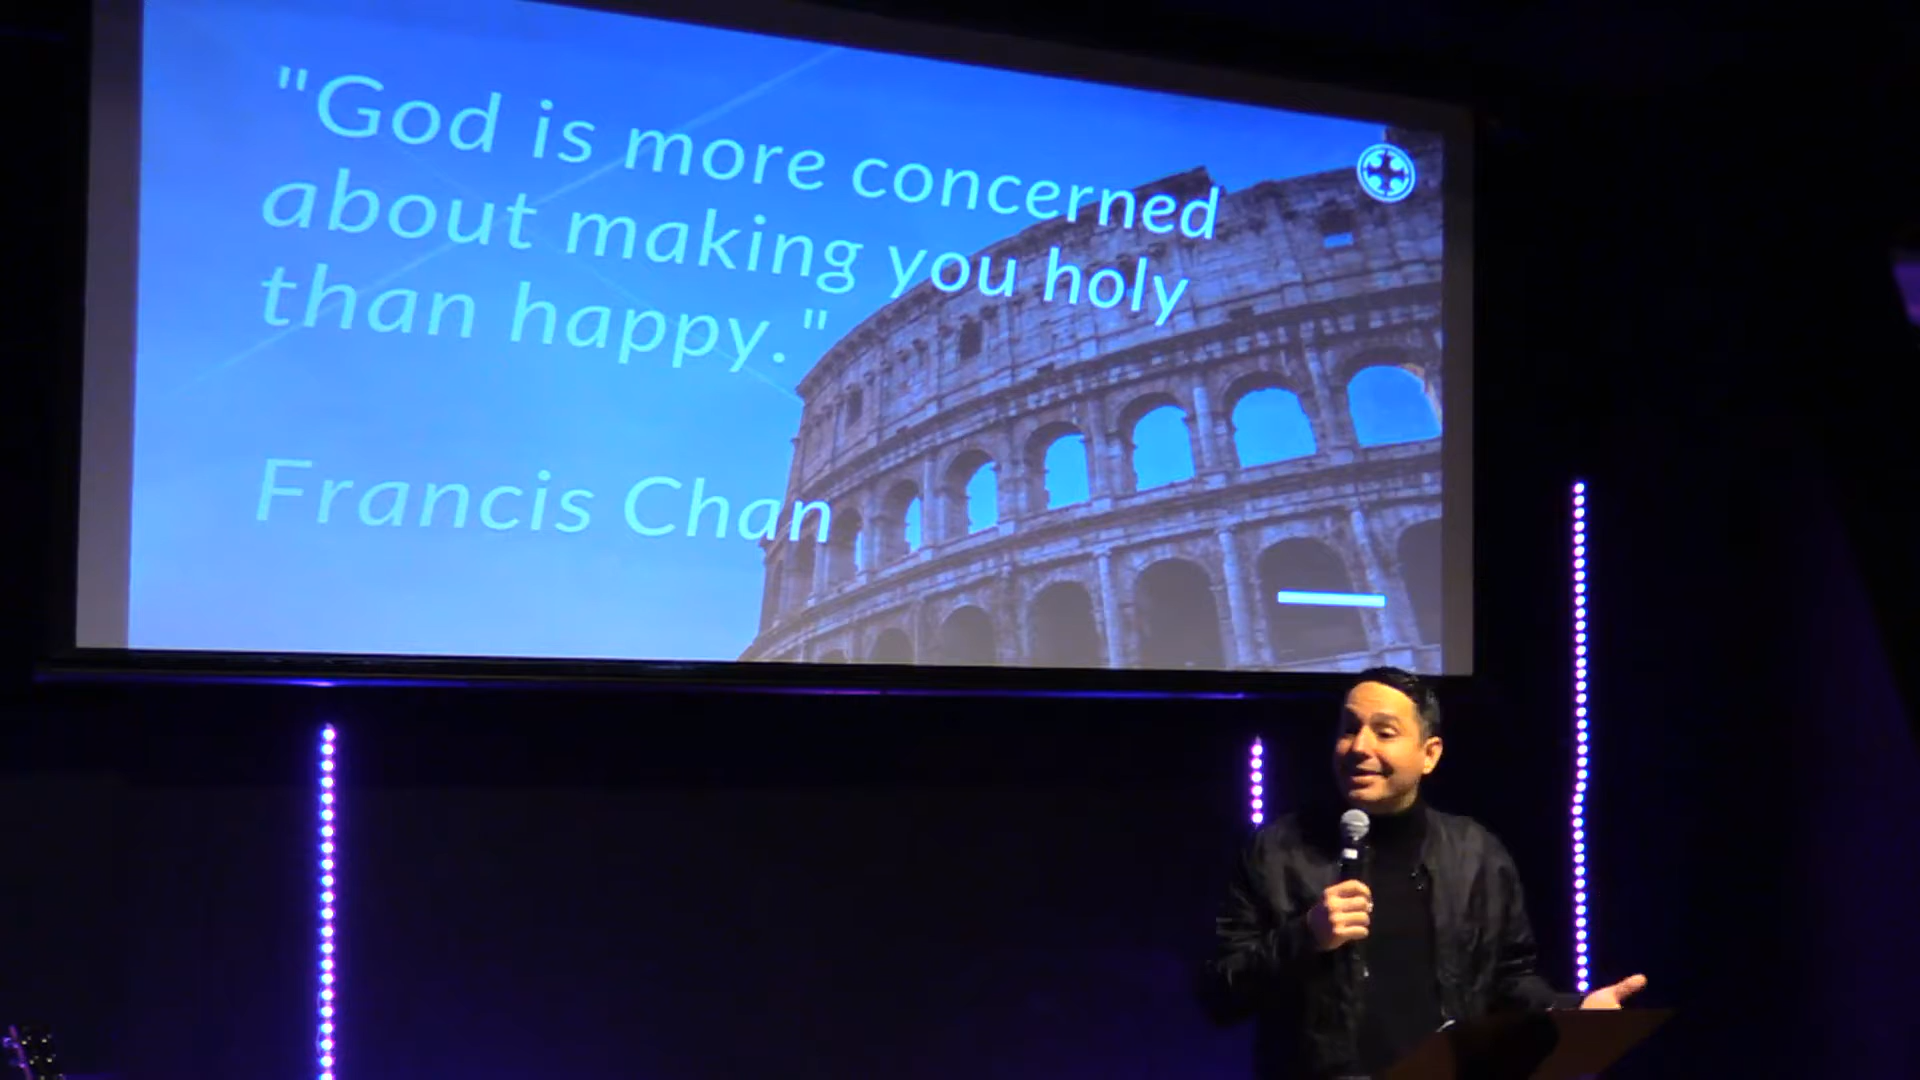 "God is more concerned
about making you holy
than happy."
Francis Chan